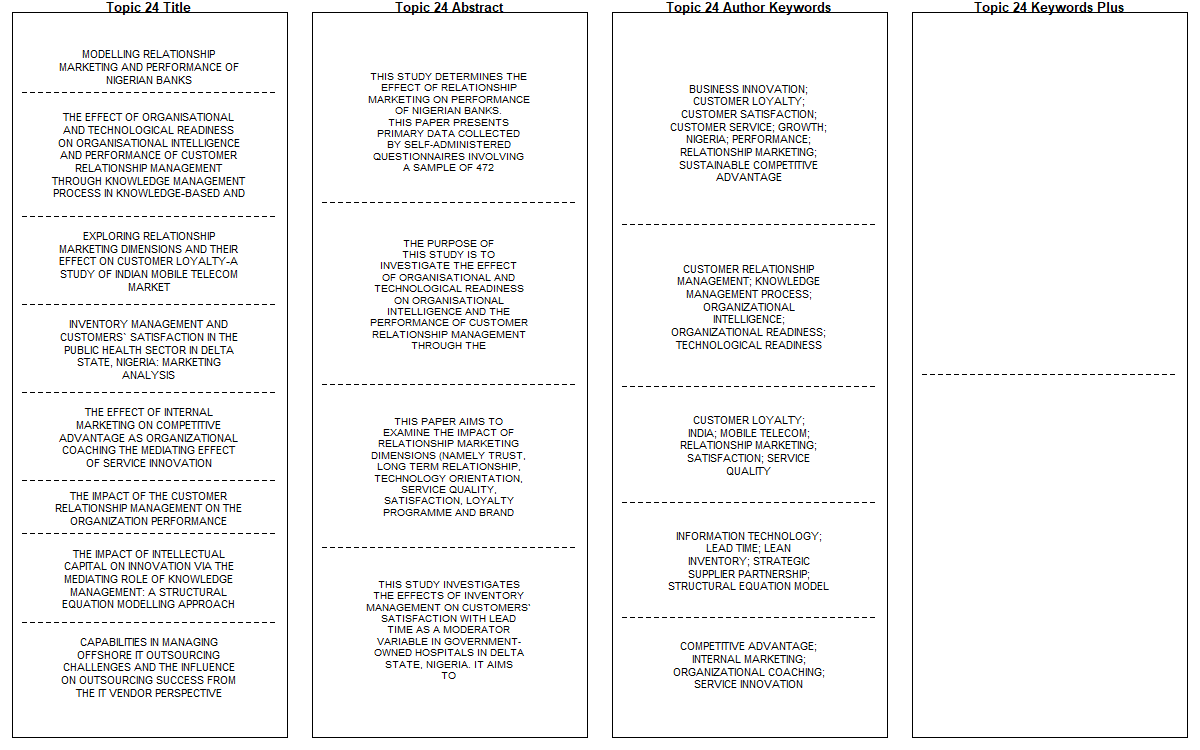 Topic 24 Title
MODELLING RELATIONSHIP
MARKETING AND PERFORMANCE OF
NIGERIAN BANKS
THE EFFECT OF ORGANISATIONAL
AND TECHNOLOGICAL READINESS
ON ORGANISATIONAL INTELLIGENCE
AND PERFORMANCE OF CUSTOMER
RELATIONSHIP MANAGEMENT
THROUGH KNOWLEDGE MANAGEMENT
PROCESS IN KNOWLEDGE-BASED AND
EXPLORING RELATIONSHIP
MARKETING DIMENSIONS AND THEIR
EFFECT ON CUSTOMER LOYALTY-A
STUDY OF INDIAN MOBILE TELECOM
MARKET
INVENTORY MANAGEMENT AND
CUSTOMERS` SATISFACTION IN THE
PUBLIC HEALTH SECTOR IN DELTA
STATE, NIGERIA: MARKETING
ANALYSIS
THE EFFECT OF INTERNAL
MARKETING ON COMPETITIVE
ADVANTAGE AS ORGANIZATIONAL
COACHING THE MEDIATING EFFECT
OF SERVICE INNOVATION
THE IMPACT OF THE CUSTOMER
RELATIONSHIP MANAGEMENT ON THE
ORGANIZATION PERFORMANCE
THE IMPACT OF INTELLECTUAL
CAPITAL ON INNOVATION VIA THE
MEDIATING ROLE OF KNOWLEDGE
MANAGEMENT: A STRUCTURAL
EQUATION MODELLING APPROACH
CAPABILITIES IN MANAGING
OFFSHORE IT OUTSOURCING
CHALLENGES AND THE INFLUENCE
ON OUTSOURCING SUCCESS FROM
THE IT VENDOR PERSPECTIVE
Topic 24 Abstract
THIS STUDY DETERMINES THE
EFFECT OF RELATIONSHIP
MARKETING ON PERFORMANCE
OF NIGERIAN BANKS.
THIS PAPER PRESENTS
PRIMARY DATA COLLECTED
BY SELF-ADMINISTERED
QUESTIONNAIRES INVOLVING
A SAMPLE OF 472
THE PURPOSE OF
THIS STUDY IS TO
INVESTIGATE THE EFFECT
OF ORGANISATIONAL AND
TECHNOLOGICAL READINESS
ON ORGANISATIONAL
INTELLIGENCE AND THE
PERFORMANCE OF CUSTOMER
RELATIONSHIP MANAGEMENT
THROUGH THE
THIS PAPER AIMS TO
EXAMINE THE IMPACT OF
RELATIONSHIP MARKETING
DIMENSIONS (NAMELY TRUST,
LONG TERM RELATIONSHIP,
TECHNOLOGY ORIENTATION,
SERVICE QUALITY,
SATISFACTION, LOYALTY
PROGRAMME AND BRAND
THIS STUDY INVESTIGATES
THE EFFECTS OF INVENTORY
MANAGEMENT ON CUSTOMERS'
SATISFACTION WITH LEAD
TIME AS A MODERATOR
VARIABLE IN GOVERNMENT-
OWNED HOSPITALS IN DELTA
STATE, NIGERIA. IT AIMS
TO
Topic 24 Author Keywords
BUSINESS INNOVATION;
CUSTOMER LOYALTY;
CUSTOMER SATISFACTION;
CUSTOMER SERVICE; GROWTH;
NIGERIA; PERFORMANCE;
RELATIONSHIP MARKETING;
SUSTAINABLE COMPETITIVE
ADVANTAGE
CUSTOMER RELATIONSHIP
MANAGEMENT; KNOWLEDGE
MANAGEMENT PROCESS;
ORGANIZATIONAL
INTELLIGENCE;
ORGANIZATIONAL READINESS;
TECHNOLOGICAL READINESS
CUSTOMER LOYALTY;
INDIA; MOBILE TELECOM;
RELATIONSHIP MARKETING;
SATISFACTION; SERVICE
QUALITY
INFORMATION TECHNOLOGY;
LEAD TIME; LEAN
INVENTORY; STRATEGIC
SUPPLIER PARTNERSHIP;
STRUCTURAL EQUATION MODEL
COMPETITIVE ADVANTAGE;
INTERNAL MARKETING;
ORGANIZATIONAL COACHING;
SERVICE INNOVATION
Topic 24 Keywords Plus